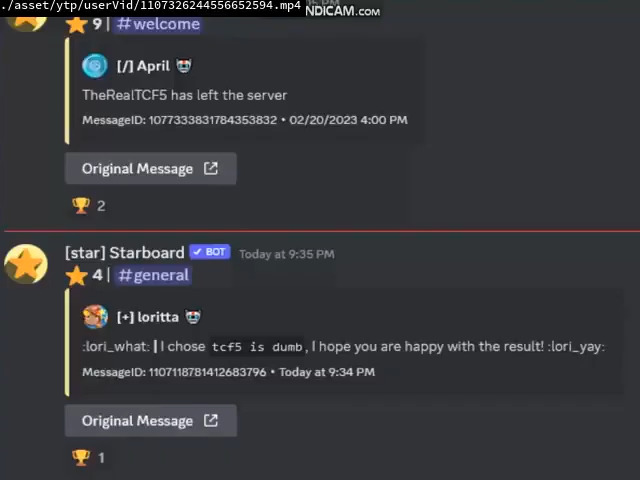 ./asset/ytp/userVid/1107326244556652594.mp4
NDICAM.COM
9 | #welcome
[/] April
TheRealTCF5 has left the server
MessageID: 1077333831784353832 • 02/20/2023 4:00 PM
Original Message
2
[star] Starboard ✓ BOT Today at 9:35 PM
4 | #general
[+] loritta
:lori_what: | I chose tcf5 is dumb, I hope you are happy with the result! :lori_yay:
MessageID: 1107118781412683796 • Today at 9:34 PM
Original Message
1